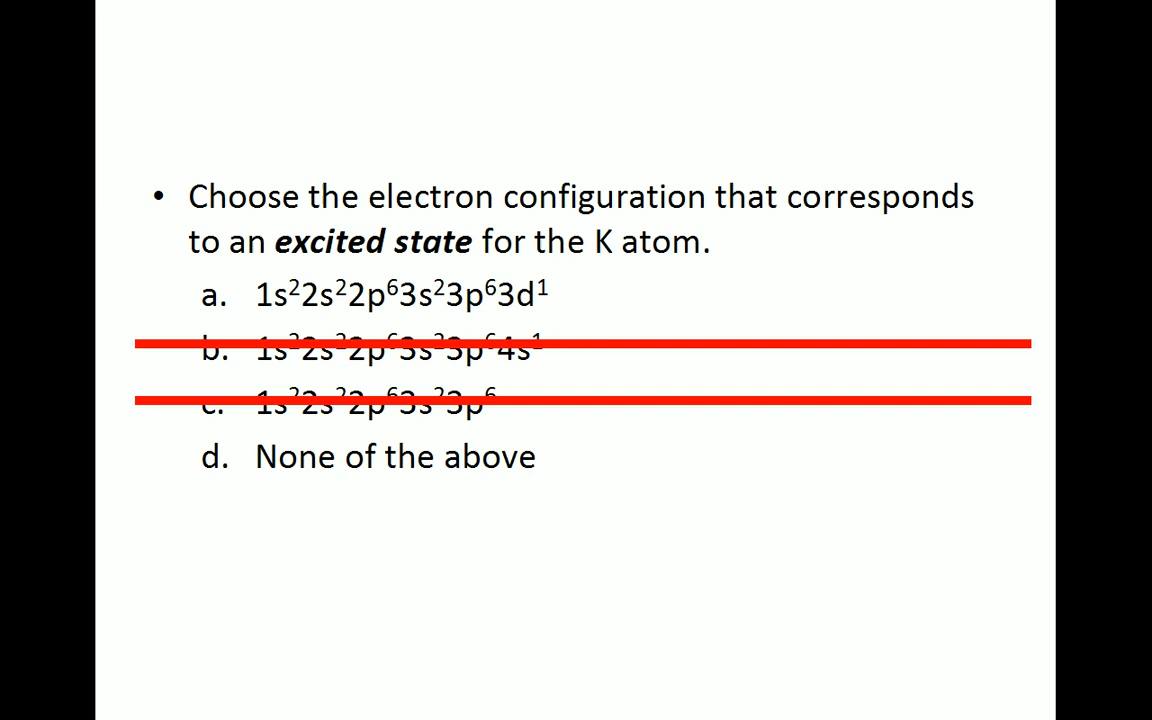 • Choose the electron configuration that corresponds
to an excited state for the K atom.
a. 1s²2s²2p⁶3s²3p⁶3d¹
b. 1s²2s²2p⁶3s²3p⁶4s¹
c. 1s²2s²2p⁶3s²3p⁶
d. None of the above